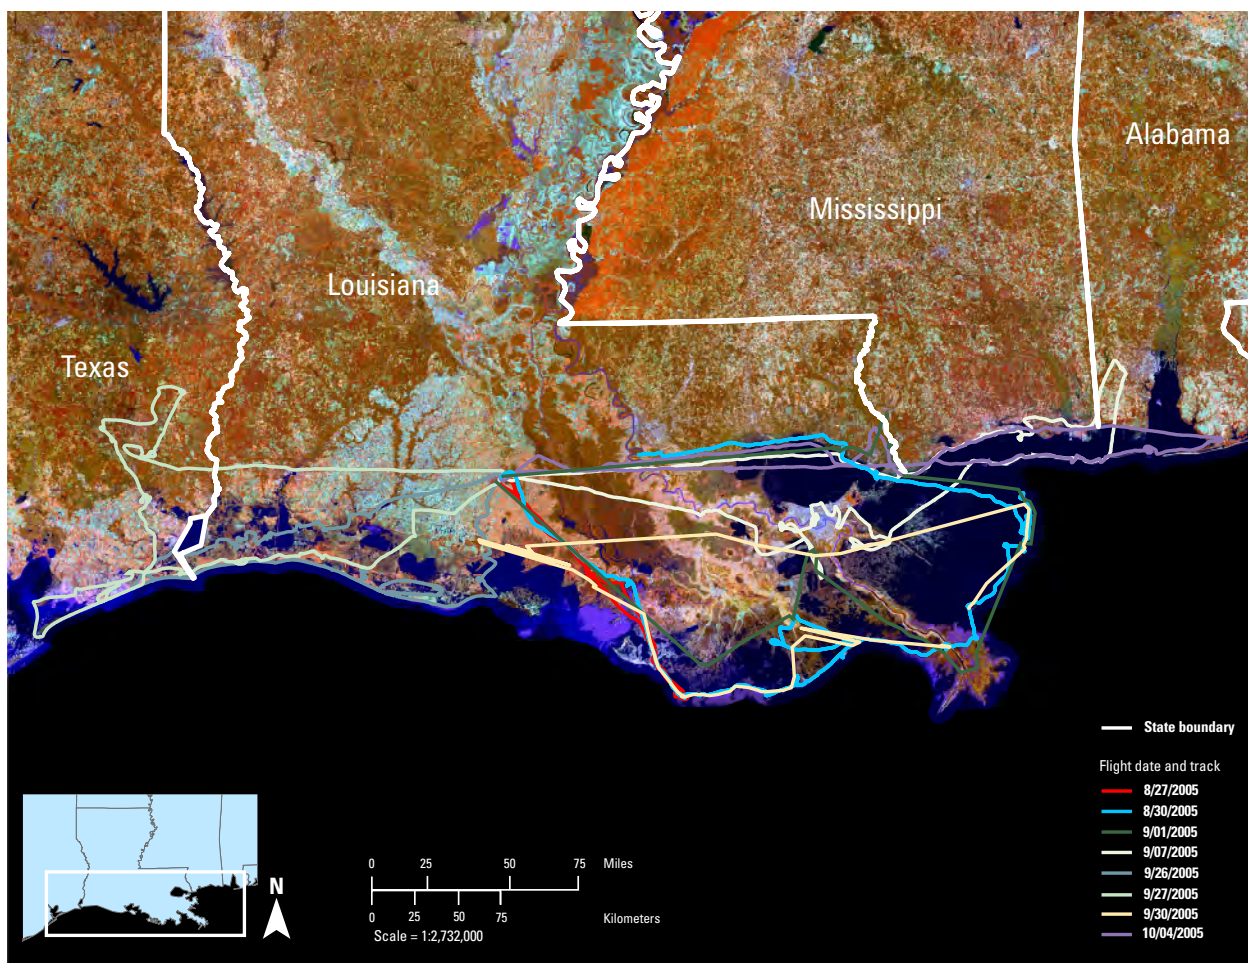 Alabama
Mississippi
Louisiana
Texas
State boundary
Flight date and track
8/27/2005
8/30/2005
9/01/2005
9/07/2005
9/26/2005
9/27/2005
9/30/2005
10/04/2005
N
0 25 50 75 Miles
0 25 50 75 Kilometers
Scale = 1:2,732,000